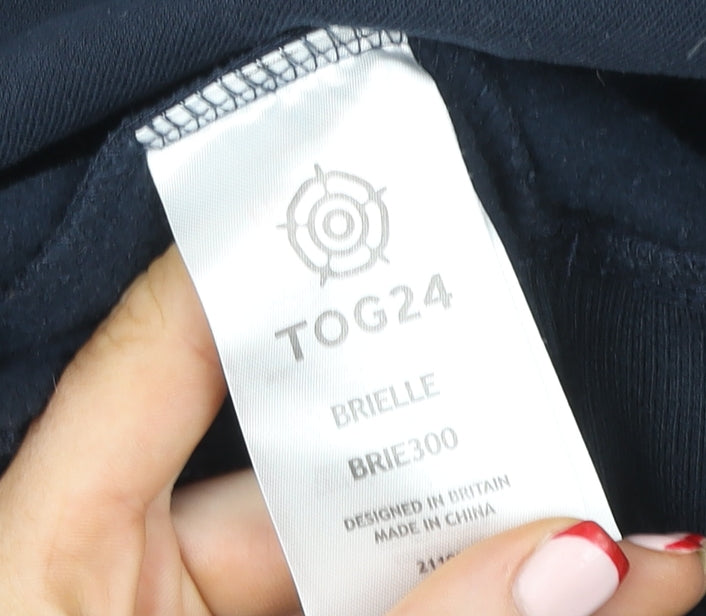 TOG24
BRIELLE
BRIE300
DESIGNED IN BRITAIN
MADE IN CHINA